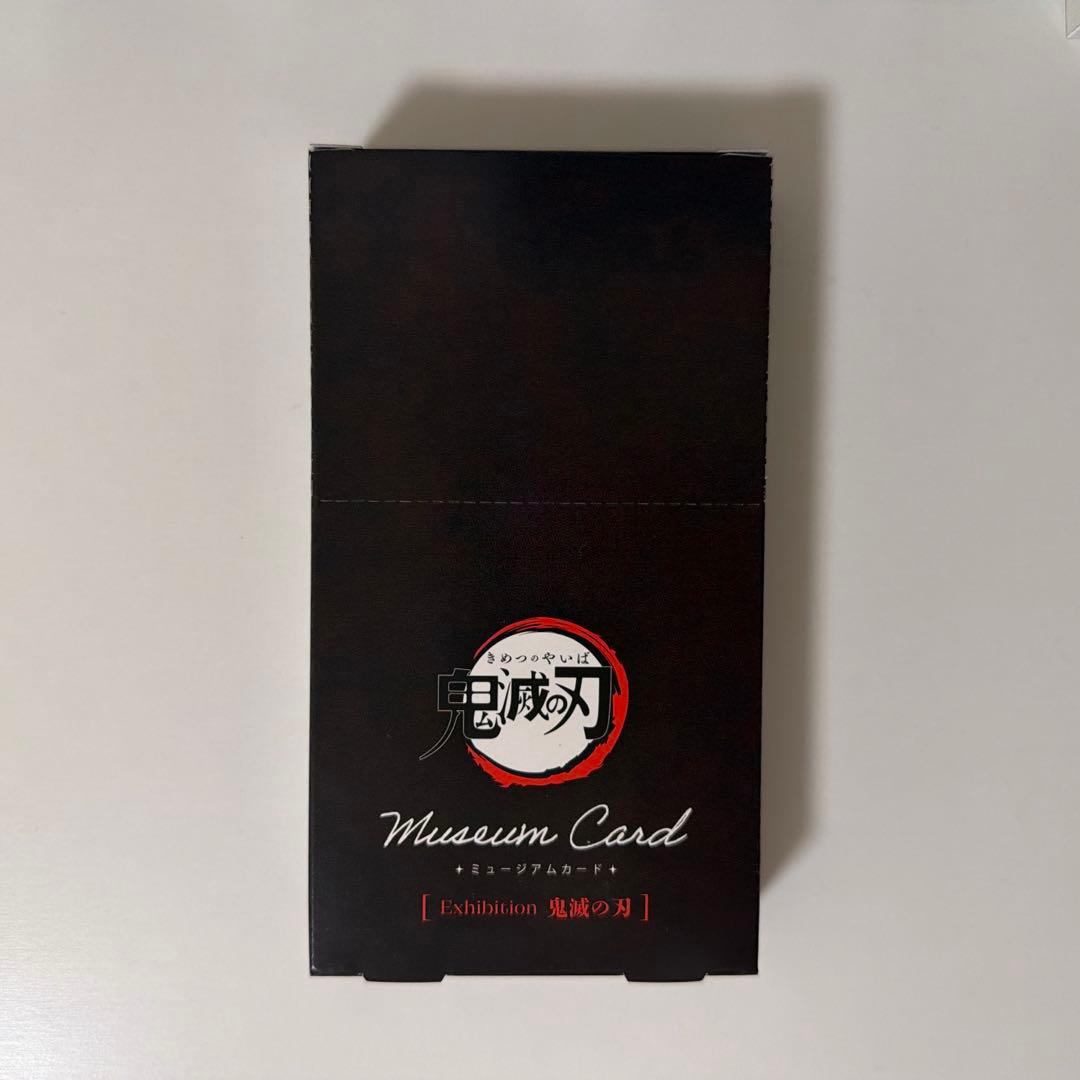 きめつのやいば
鬼滅の刃
Museum Card
✦ミュージアムカード✦
[ Exhibition 鬼滅の刃 ]